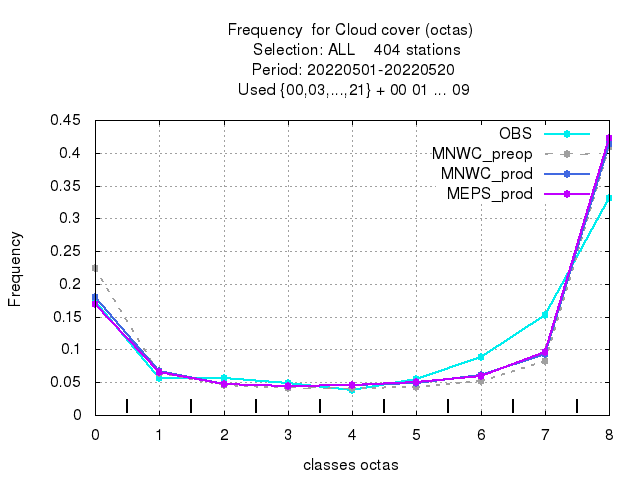 Frequency  for Cloud cover (octas)
Selection: ALL    404 stations
Period: 20220501-20220520
Used {00,03,...,21} + 00 01 ... 09
0.45
0.4
0.35
0.3
0.25
0.2
0.15
0.1
0.05
0
Frequency
OBS
MNWC_preop
MNWC_prod
MEPS_prod
0 1 2 3 4 5 6 7 8
classes octas